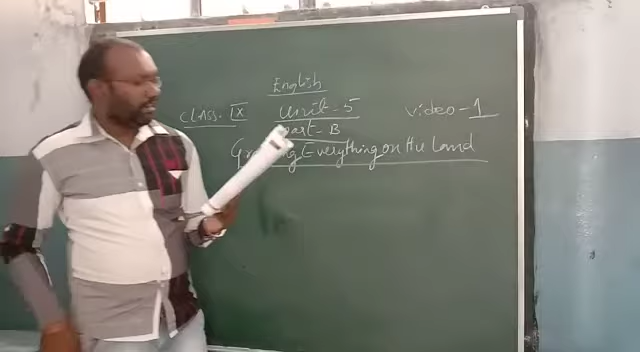 English
CLASS. IX Unit-5 video-1
Part-B
Everything on the Land